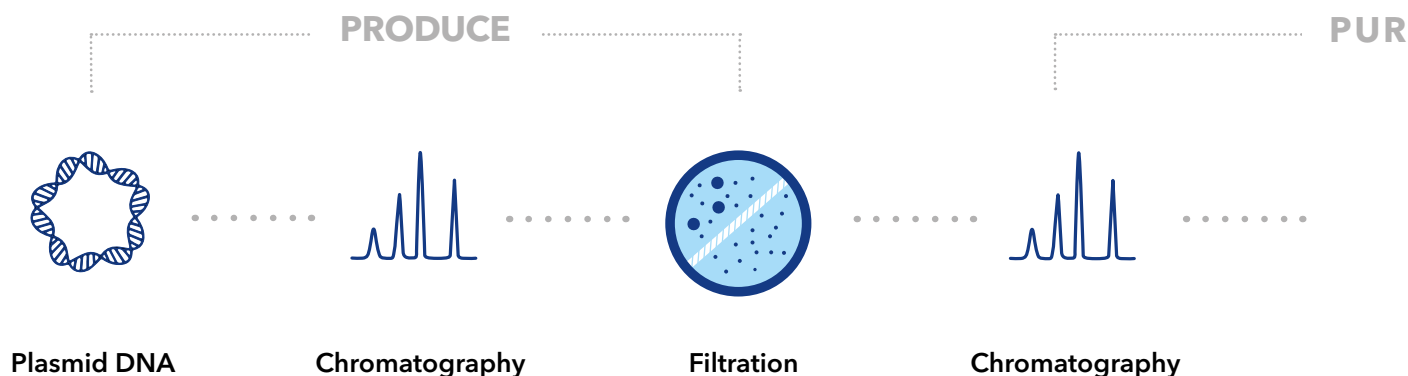 PRODUCE
PUR
Plasmid DNA
Chromatography
Filtration
Chromatography